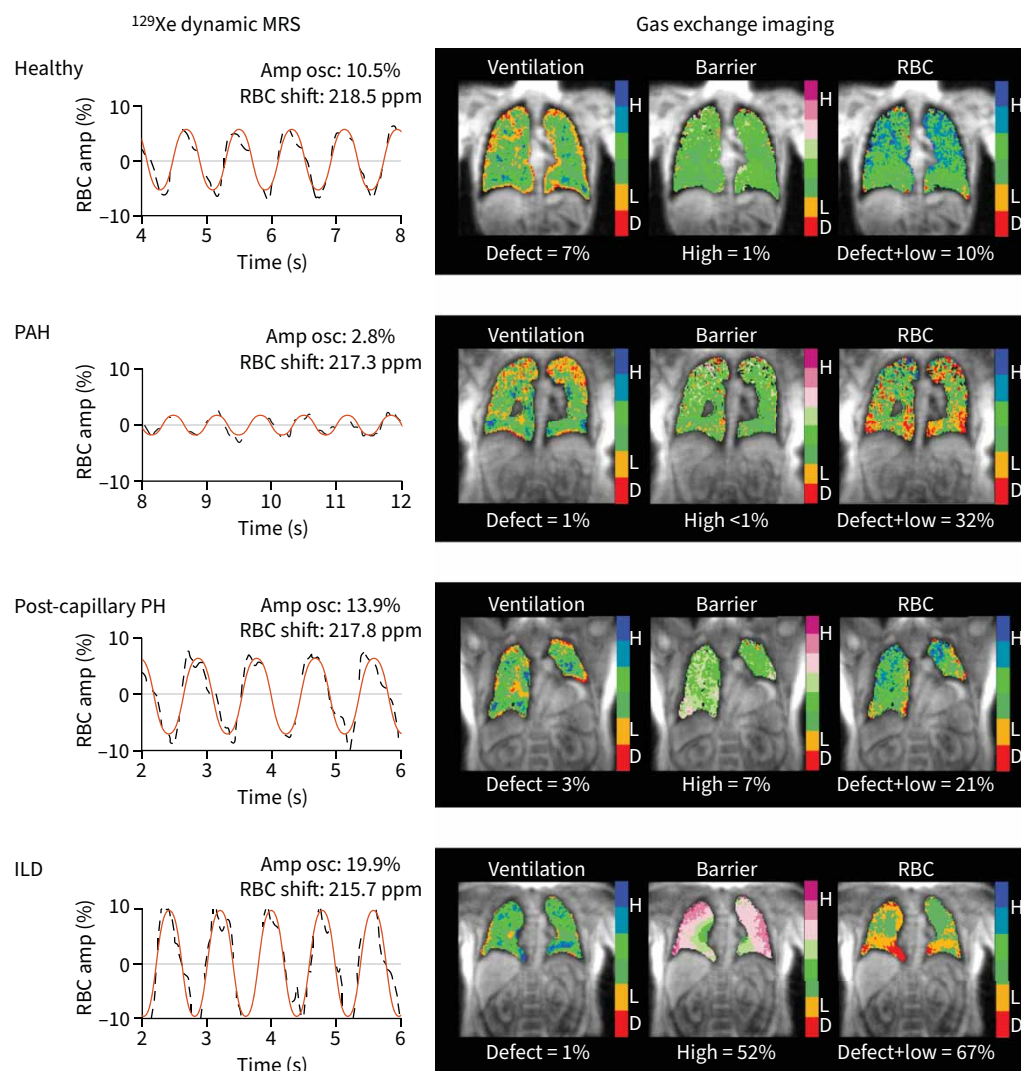 ¹²⁹Xe dynamic MRS
Gas exchange imaging
Healthy
Amp osc: 10.5%
RBC shift: 218.5 ppm
RBC amp (%)
10
0
–10
4 5 6 7 8
Time (s)
Ventilation Barrier RBC
H H H
L L L
D D D
Defect = 7% High = 1% Defect+low = 10%
PAH
Amp osc: 2.8%
RBC shift: 217.3 ppm
RBC amp (%)
10
0
–10
8 9 10 11 12
Time (s)
Ventilation Barrier RBC
H H H
L L L
D D D
Defect = 1% High <1% Defect+low = 32%
Post-capillary PH
Amp osc: 13.9%
RBC shift: 217.8 ppm
RBC amp (%)
10
0
–10
2 3 4 5 6
Time (s)
Ventilation Barrier RBC
H H H
L L L
D D D
Defect = 3% High = 7% Defect+low = 21%
ILD
Amp osc: 19.9%
RBC shift: 215.7 ppm
RBC amp (%)
10
0
–10
2 3 4 5 6
Time (s)
Ventilation Barrier RBC
H H H
L L L
D D D
Defect = 1% High = 52% Defect+low = 67%